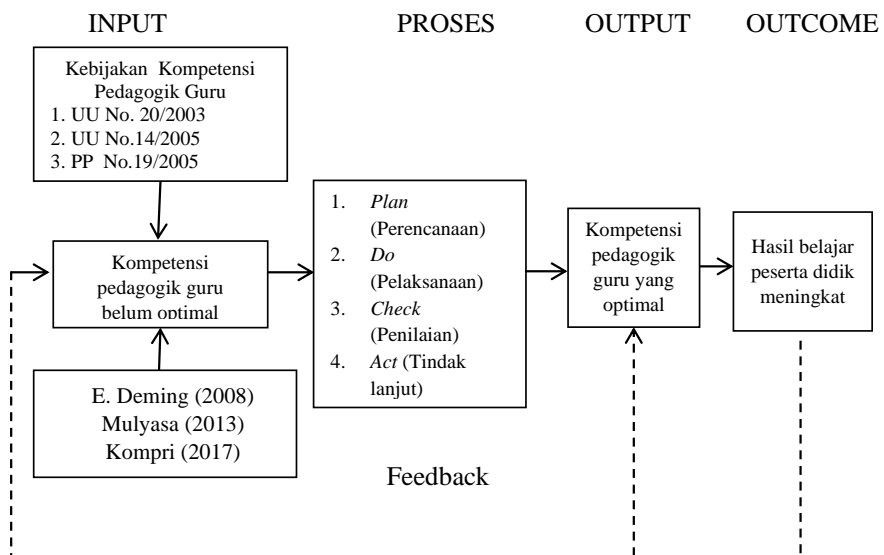 INPUT
PROSES
OUTPUT
OUTCOME
Kebijakan Kompetensi
Pedagogik Guru
1. UU No. 20/2003
2. UU No.14/2005
3. PP No.19/2005
Kompetensi
pedagogik guru
belum optimal
E. Deming (2008)
Mulyasa (2013)
Kompri (2017)
1. Plan
(Perencanaan)
2. Do
(Pelaksanaan)
3. Check
(Penilaian)
4. Act (Tindak
lanjut)
Kompetensi
pedagogik
guru yang
optimal
Hasil belajar
peserta didik
meningkat
Feedback